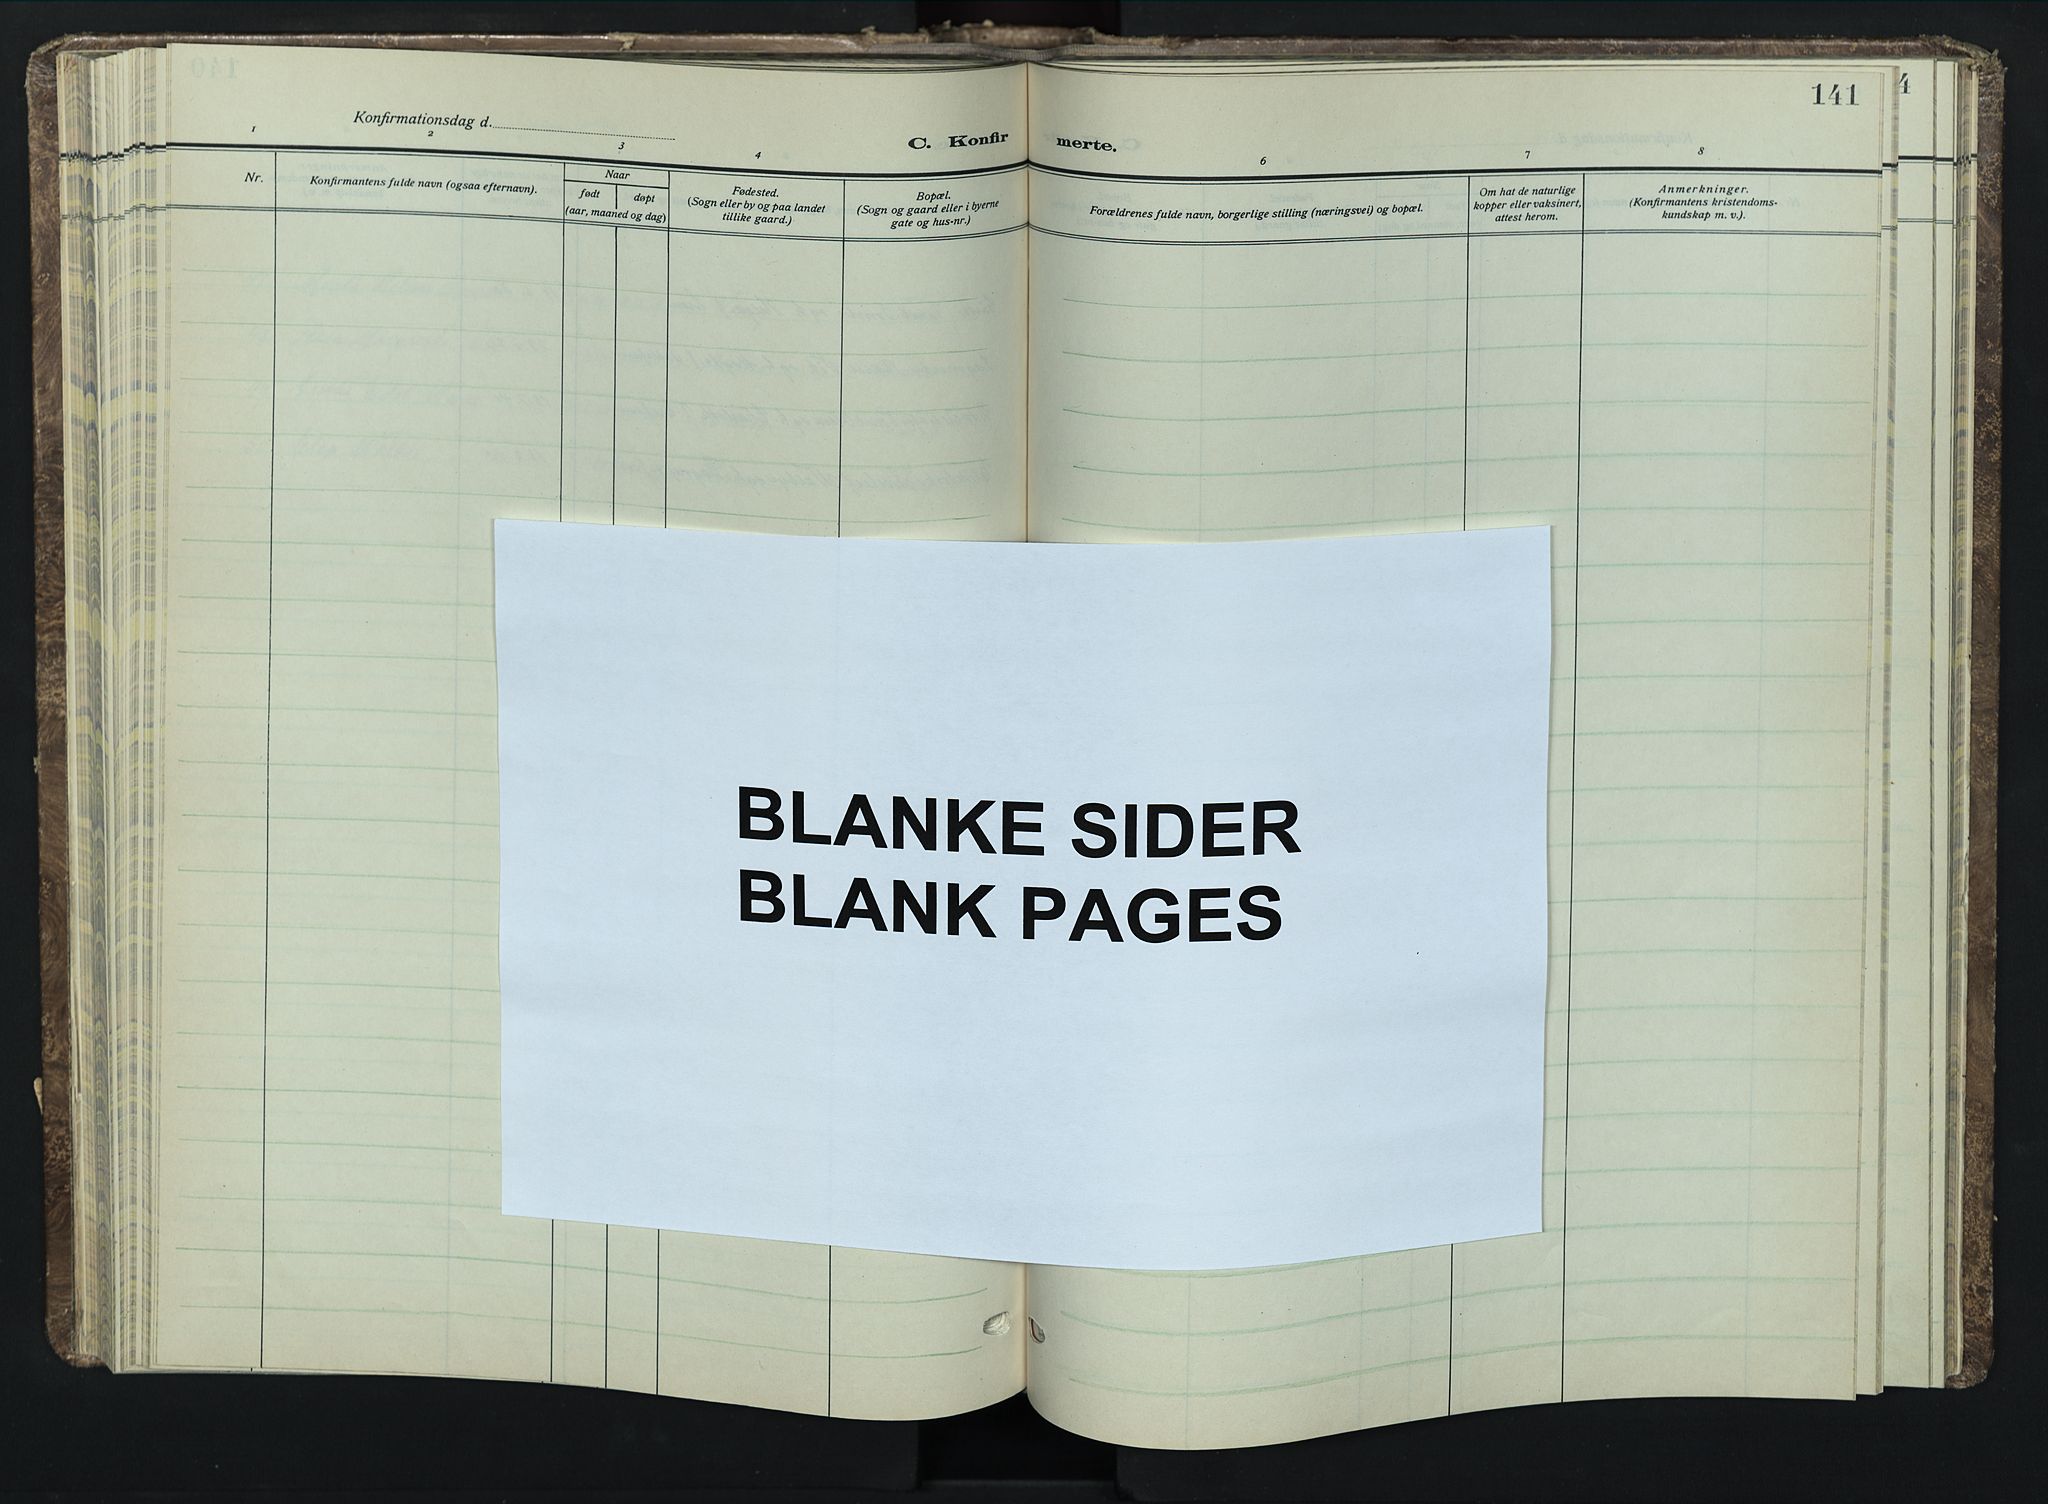 141
Konfirmationsdag d.
C. Konfirmerte.
1 2 3 4 6 7 8
Nr.
Konfirmantens fulde navn (ogsaa efternavn).
Naar
født
døpt
(aar, maaned og dag)
Fødested.
(Sogn eller by og paa landet
tillike gaard.)
Bopæl.
(Sogn og gaard eller i byerne
gate og hus-nr.)
Forældrenes fulde navn, borgerlige stilling (næringsvei) og bopæl.
Om hat de naturlige
kopper eller vaksinert,
attest herom.
Anmerkninger.
(Konfirmantens kristendoms-
kundskap m. v.).
BLANKE SIDER
BLANK PAGES